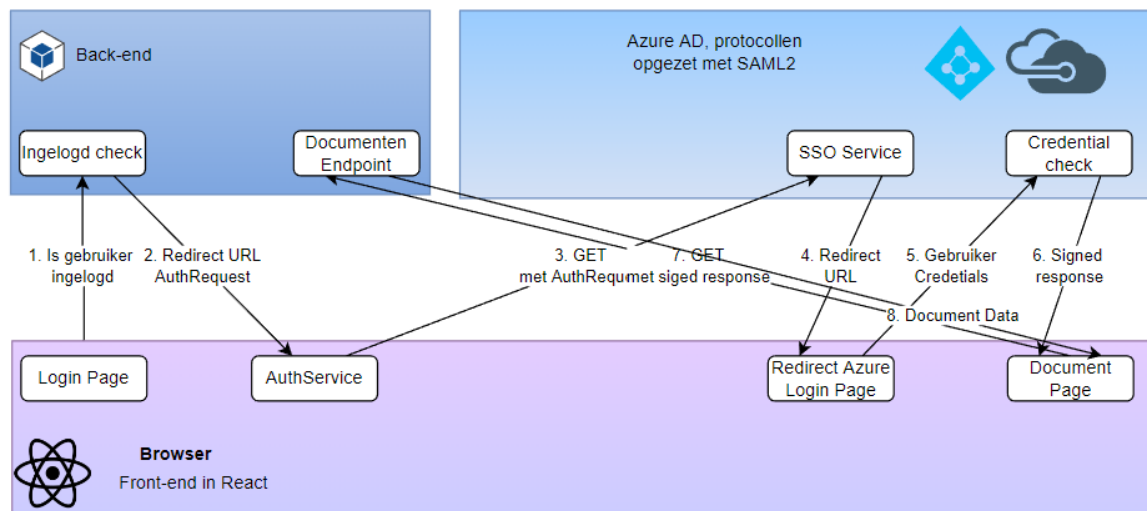 Back-end
Azure AD, protocollen
opgezet met SAML2
Ingelogd check
Documenten
Endpoint
SSO Service
Credential
check
1. Is gebruiker
ingelogd
2. Redirect URL
AuthRequest
3. GET
met AuthRequ
7. GET
met siged response
4. Redirect
URL
5. Gebruiker
Credetials
6. Signed
response
8. Document Data
Login Page
AuthService
Redirect Azure
Login Page
Document
Page
Browser
Front-end in React